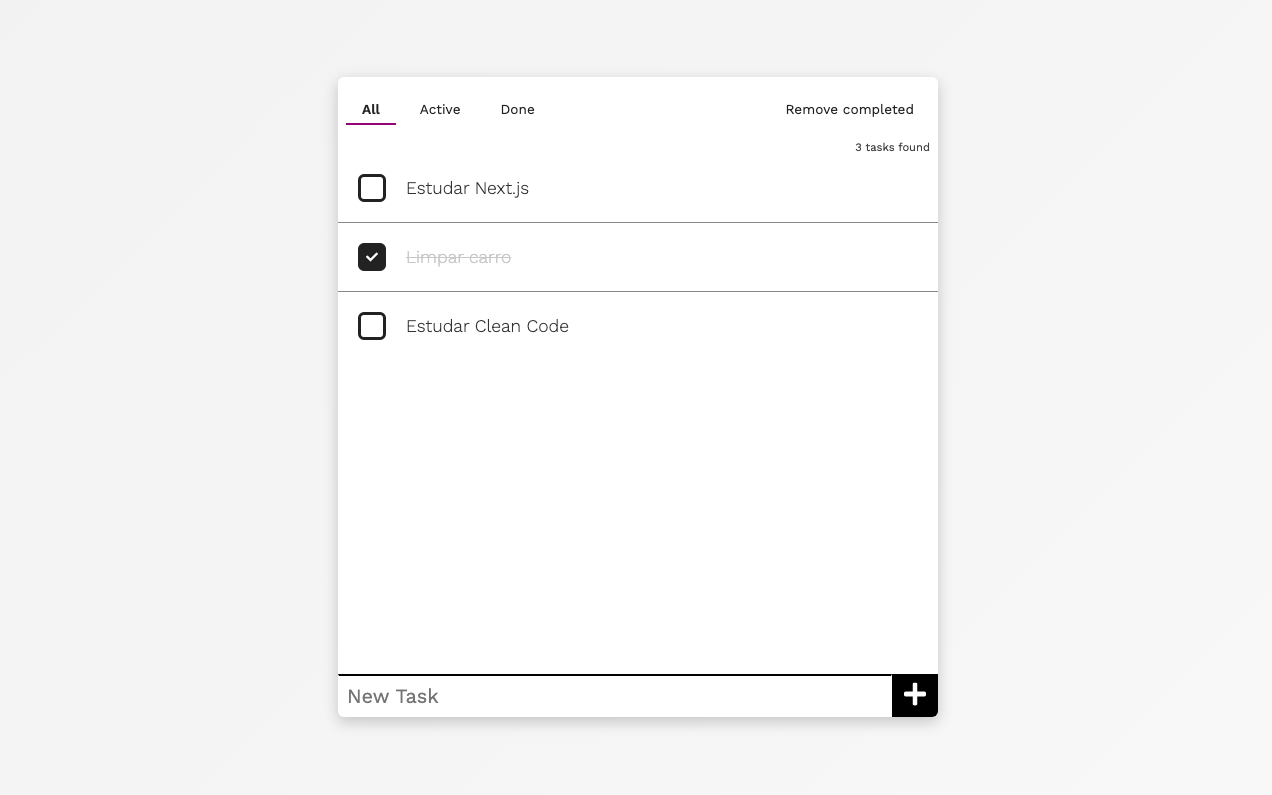 All Active Done Remove completed
3 tasks found
Estudar Next.js
Limpar carro
Estudar Clean Code
New Task